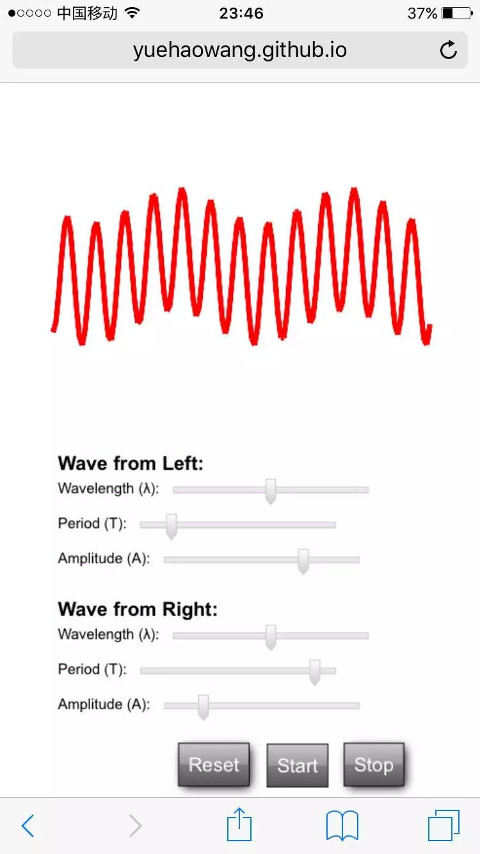 中国移动 23:46 37%
yuehaowang.github.io
Wave from Left:
Wavelength (λ):
Period (T):
Amplitude (A):
Wave from Right:
Wavelength (λ):
Period (T):
Amplitude (A):
Reset Start Stop